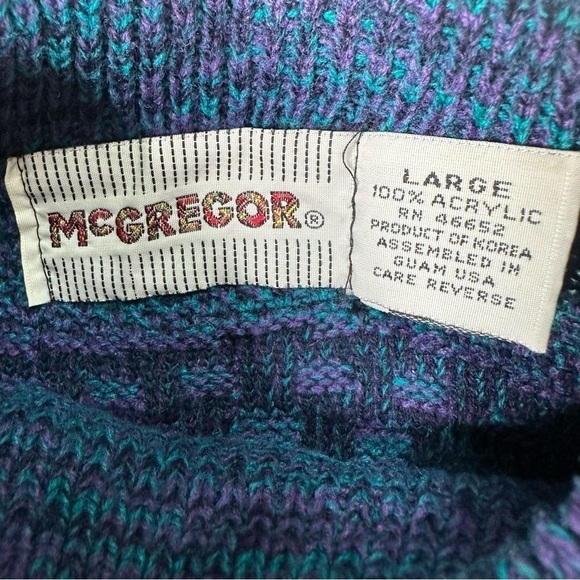 McGREGOR®
LARGE
100% ACRYLIC
RN 46652
PRODUCT OF KOREA
ASSEMBLED IN
GUAM USA
CARE REVERSE